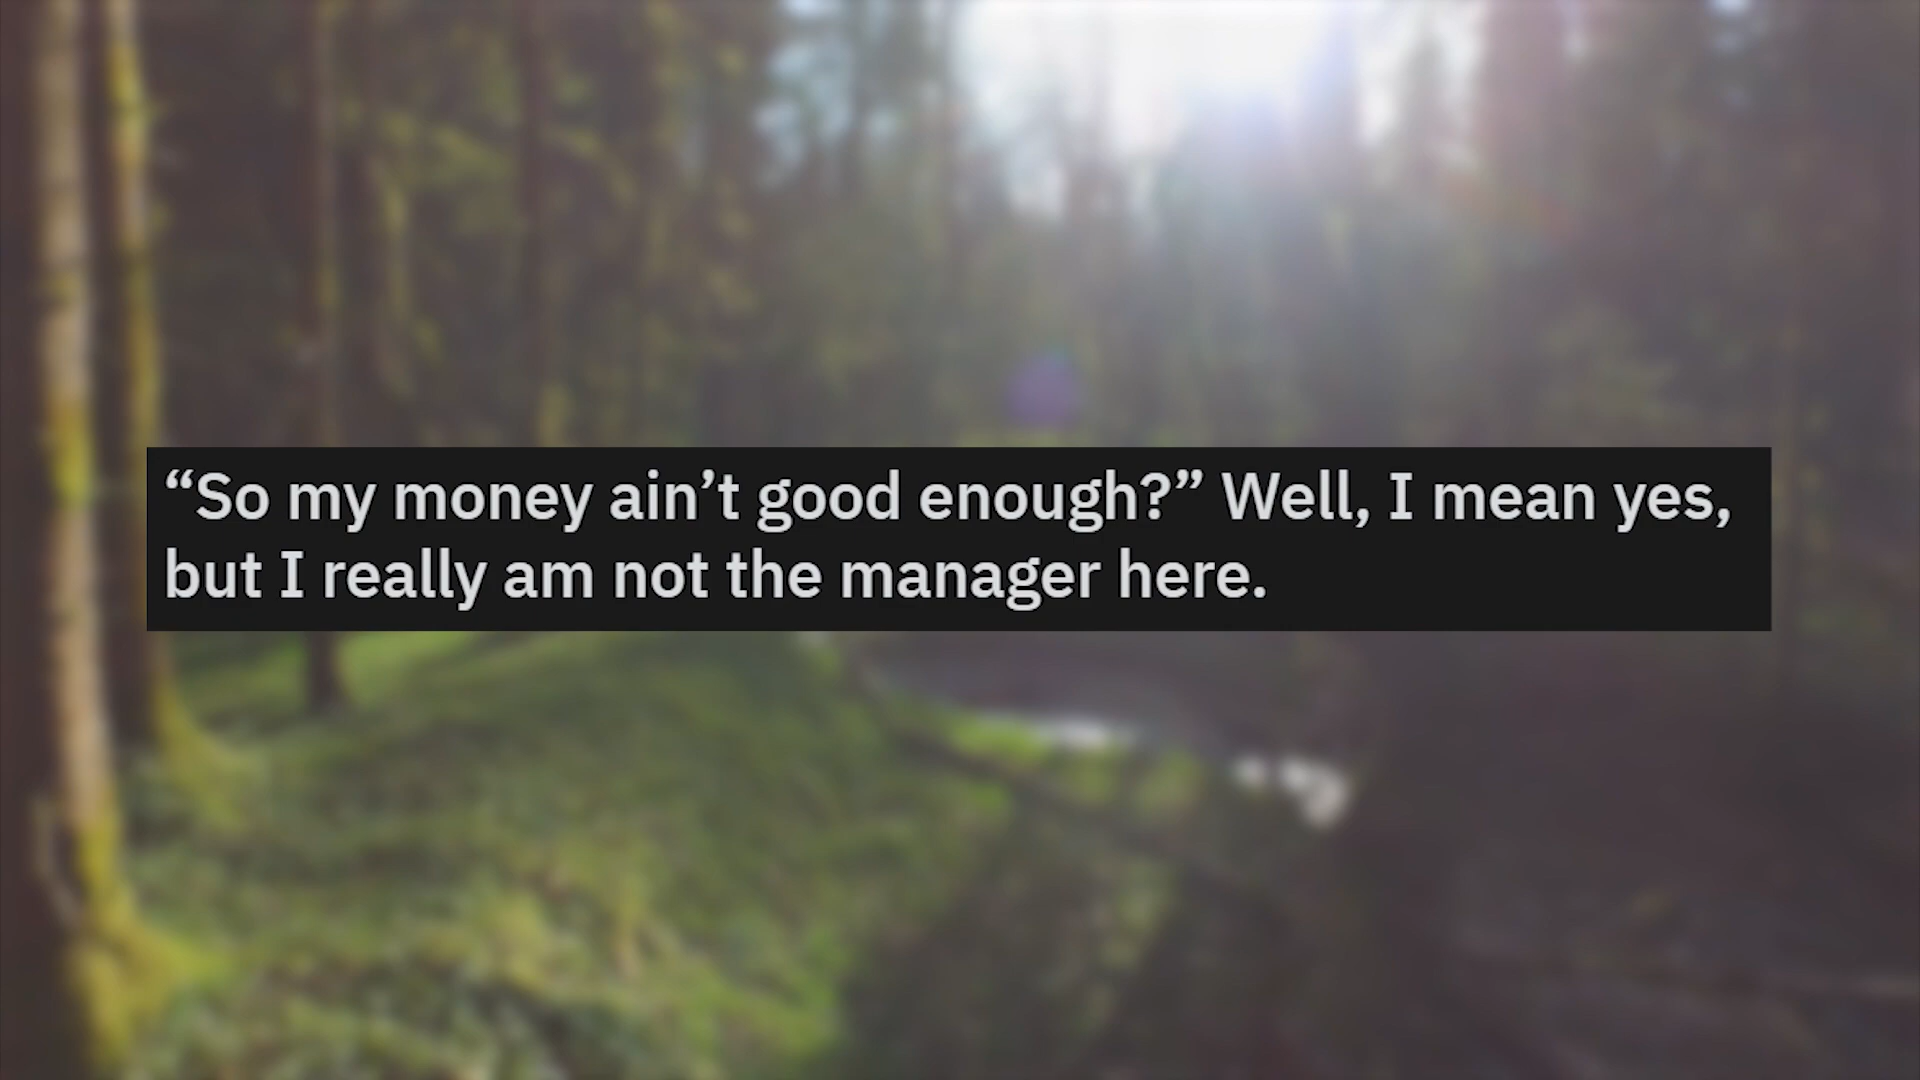 “So my money ain’t good enough?” Well, I mean yes,
but I really am not the manager here.